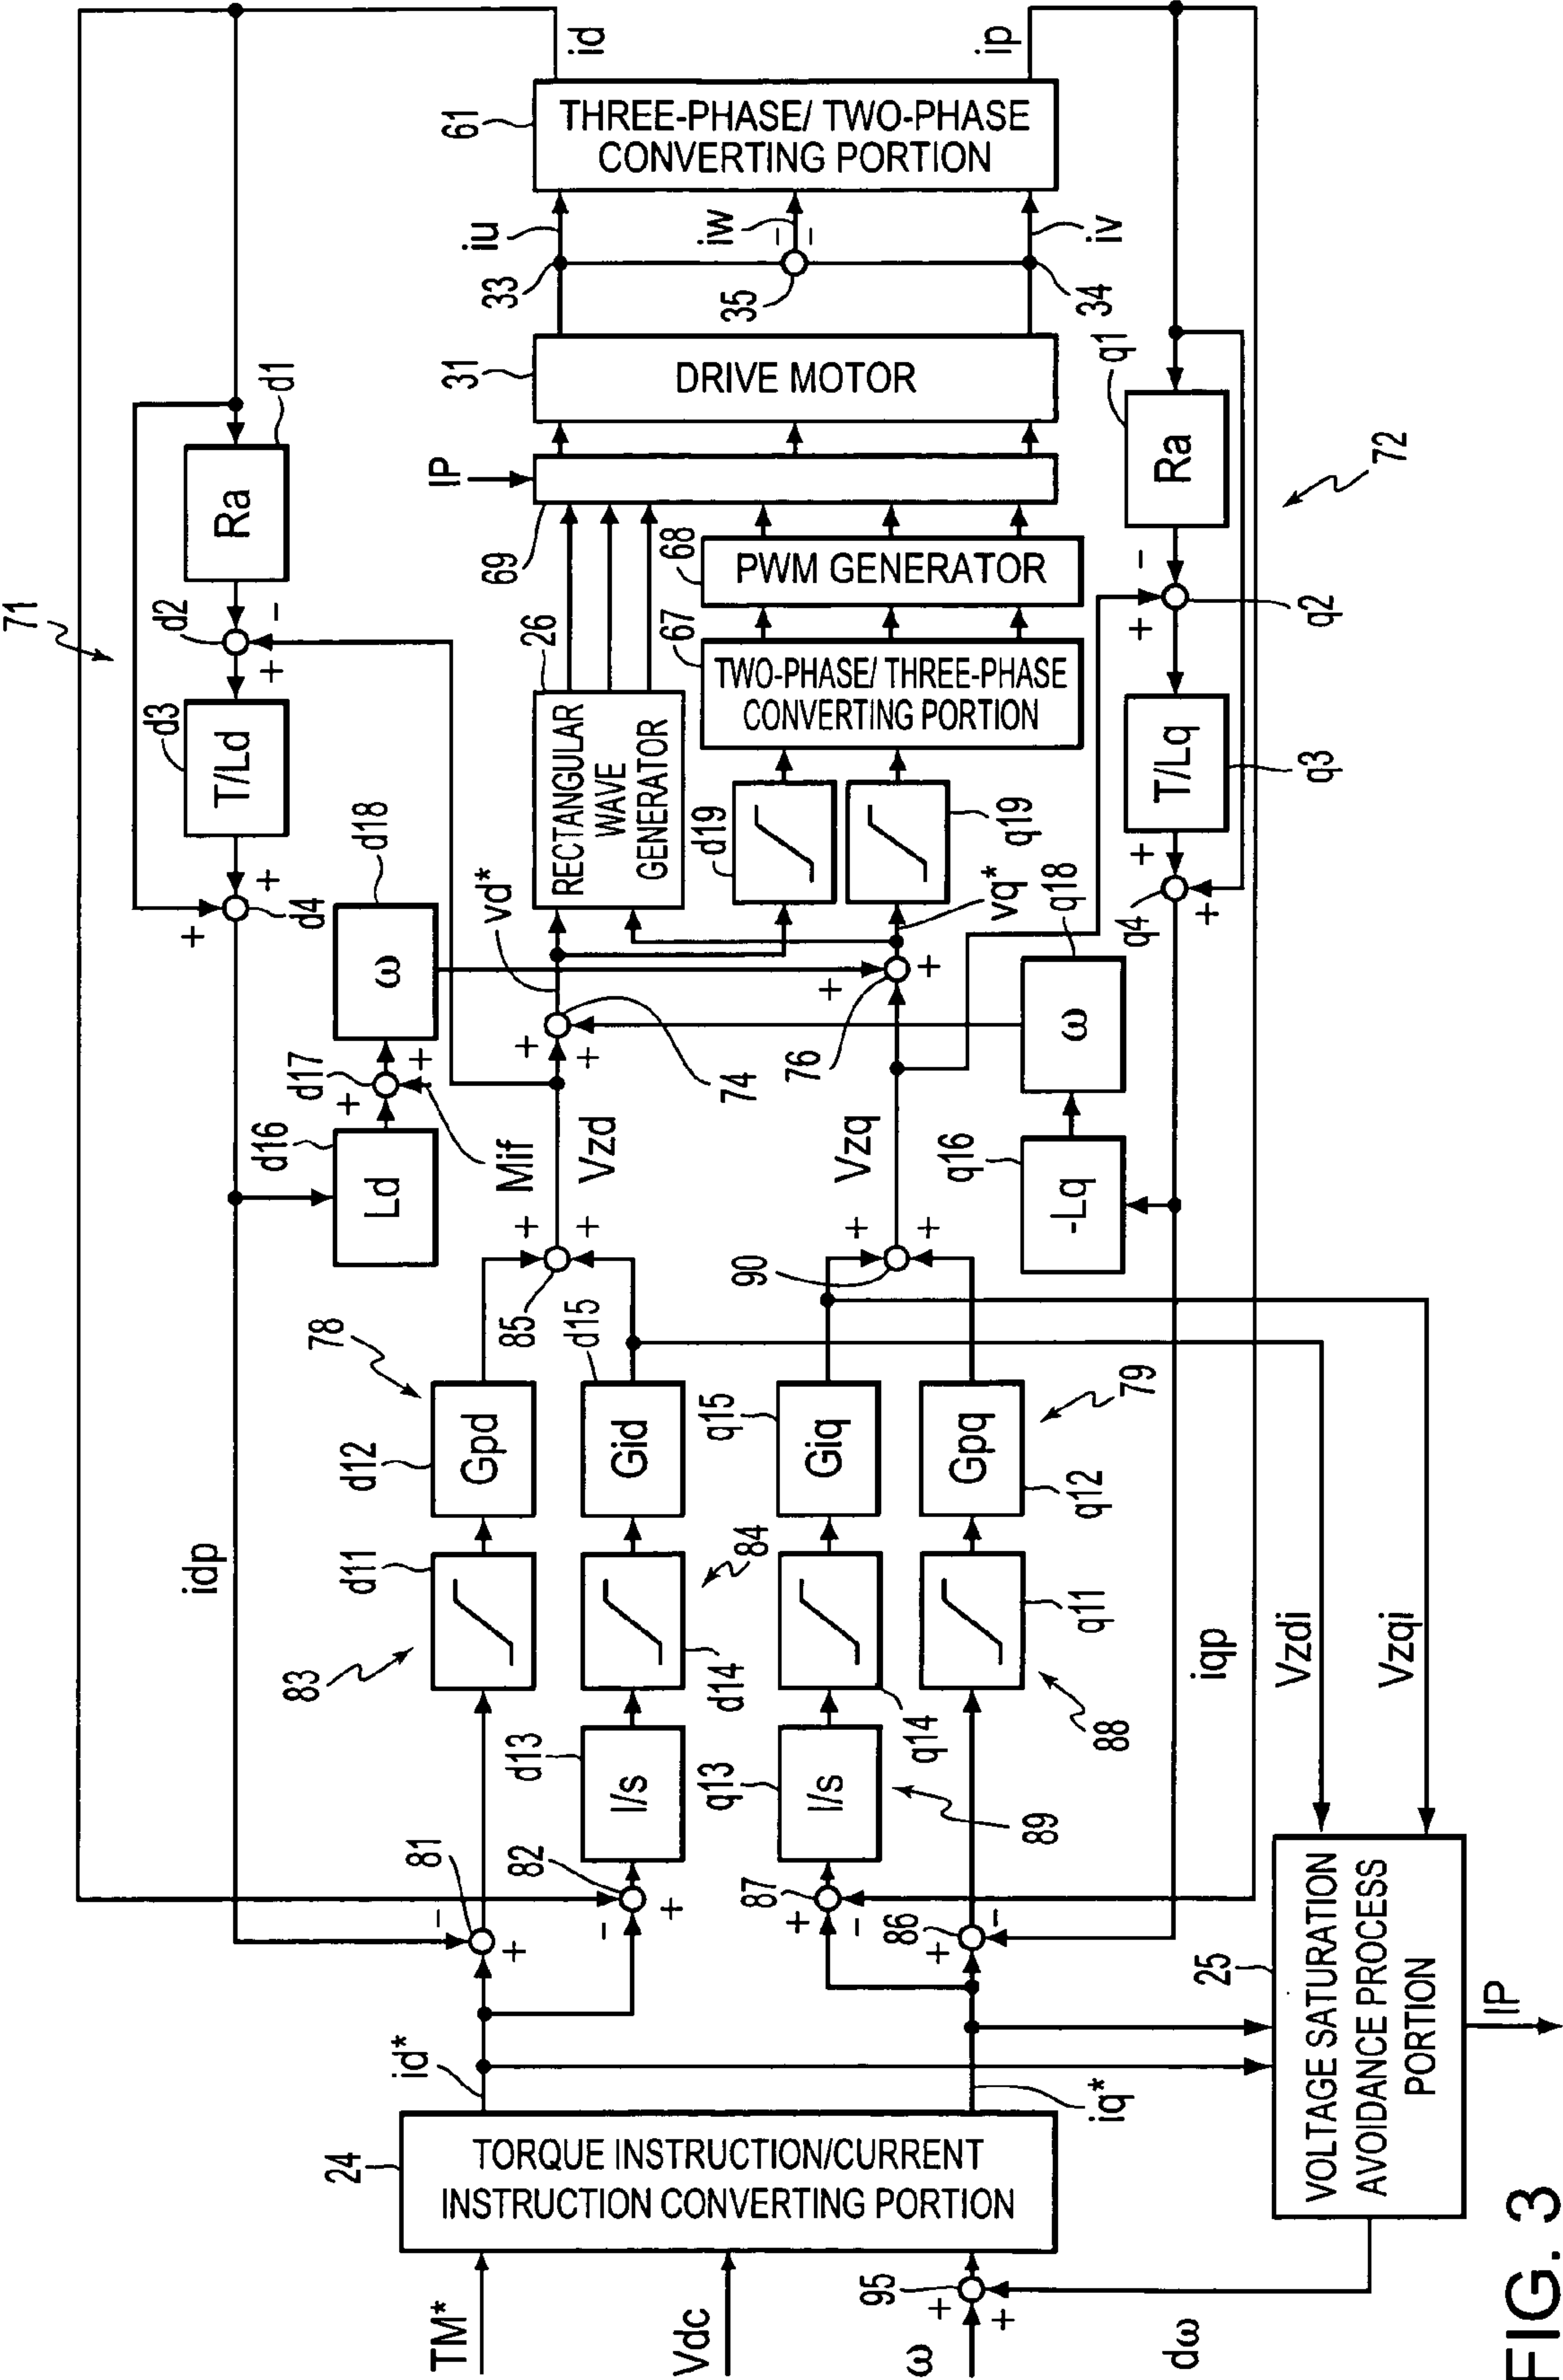 71
d1
Ra
d2
-
+
d3
T/Ld
+
+
d4
d18
ω
d17
+
+
d16
Ld
Mif
idp
id
61
THREE-PHASE/ TWO-PHASE
CONVERTING PORTION
ip
iu
iw
-
-
iv
33
35
34
31
DRIVE MOTOR
IP
69
68
PWM GENERATOR
67
TWO-PHASE/ THREE-PHASE
CONVERTING PORTION
26
RECTANGULAR
WAVE
GENERATOR
d19
q19
vd*
vq*
74
+
+
76
+
+
Vzd
Vzq
q1
Ra
72
-
+
q2
T/Lq
q3
+
+
q4
q18
ω
q16
-Lq
+
+
85
+
+
90
78
d12
Gpd
d15
Gid
q15
Giq
79
Gpq
q12
d11
83
84
d14
q14
q11
88
d13
I/s
q13
I/s
89
81
-
+
82
-
+
87
+
-
86
+
-
iqp
Vzdi
Vzqi
id*
iq*
24
TORQUE INSTRUCTION/CURRENT
INSTRUCTION CONVERTING PORTION
25
VOLTAGE SATURATION
AVOIDANCE PROCESS
PORTION
IP
TM*
Vdc
ω
95
+
+
dω
FIG. 3